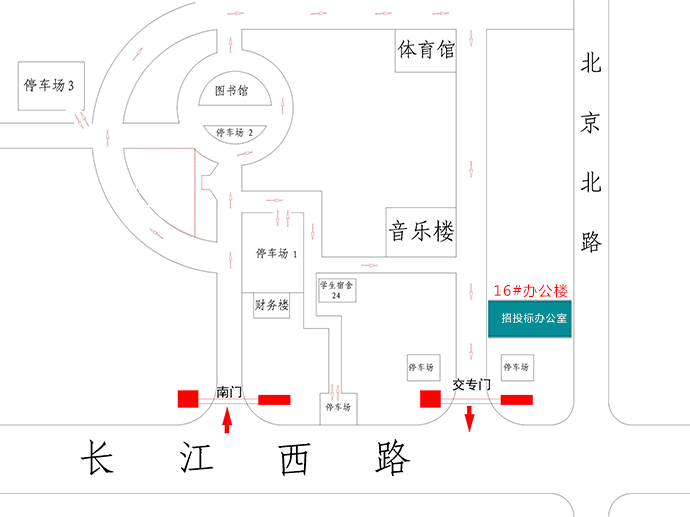 体育馆
停车场 3
图书馆
停车场 2
北京北路
音乐楼
停车场 1
学生宿舍
24
16#办公楼
招投标办公室
财务楼
停车场
停车场
南门
交专门
停车场
长江西路